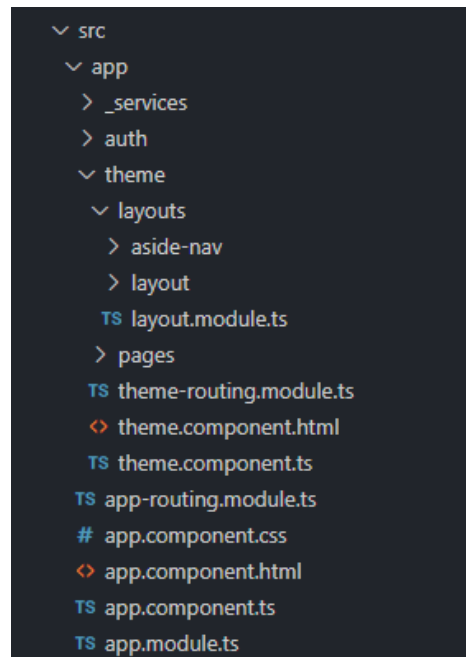 src
app
_services
auth
theme
layouts
aside-nav
layout
TS layout.module.ts
pages
TS theme-routing.module.ts
<> theme.component.html
TS theme.component.ts
TS app-routing.module.ts
# app.component.css
<> app.component.html
TS app.component.ts
TS app.module.ts